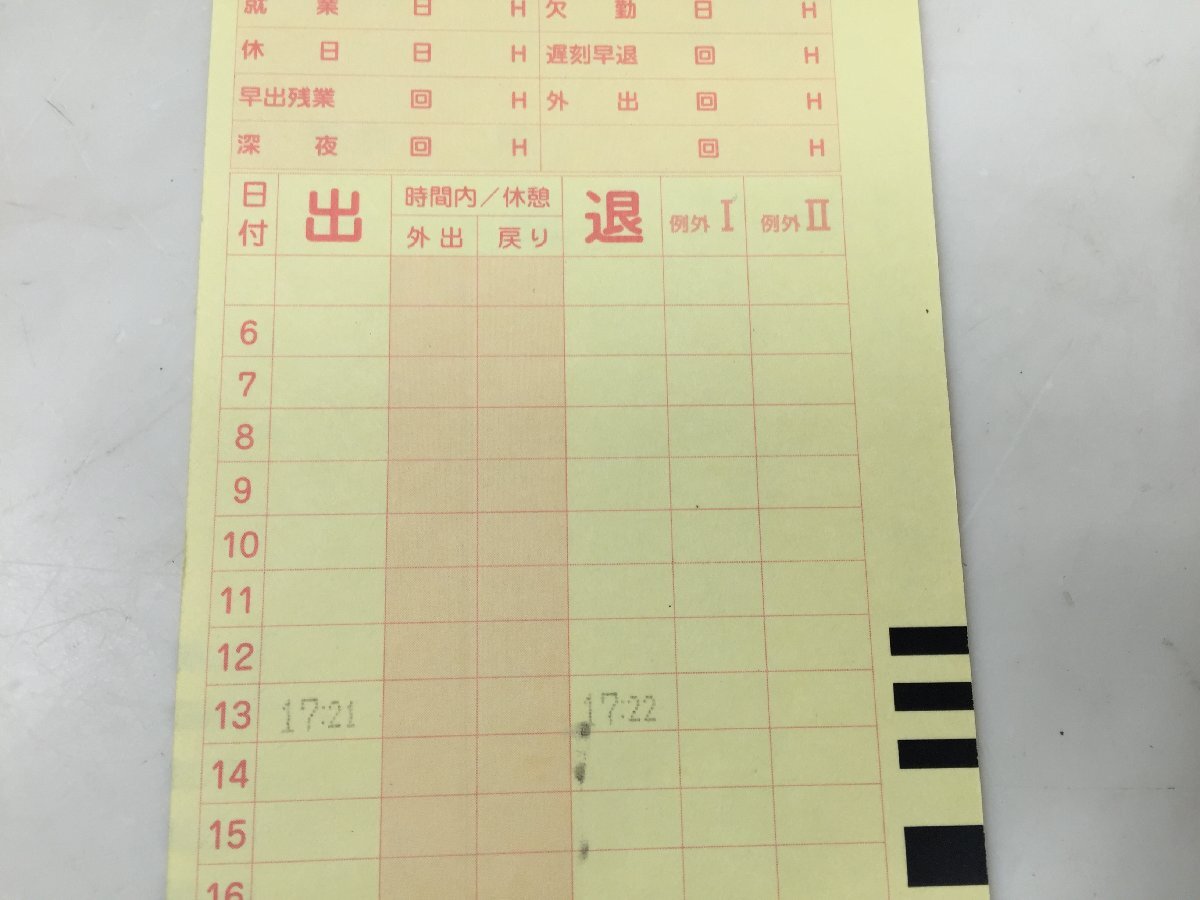 就業 日 H 欠勤 日 H
休日 日 H 遅刻早退 回 H
早出残業 回 H 外出 回 H
深夜 回 H 回 H
日付 出 時間内/休憩 退 例外 I 例外 II
外出 戻り
6
7
8
9
10
11
12
13 17:21 17:22
14
15
16